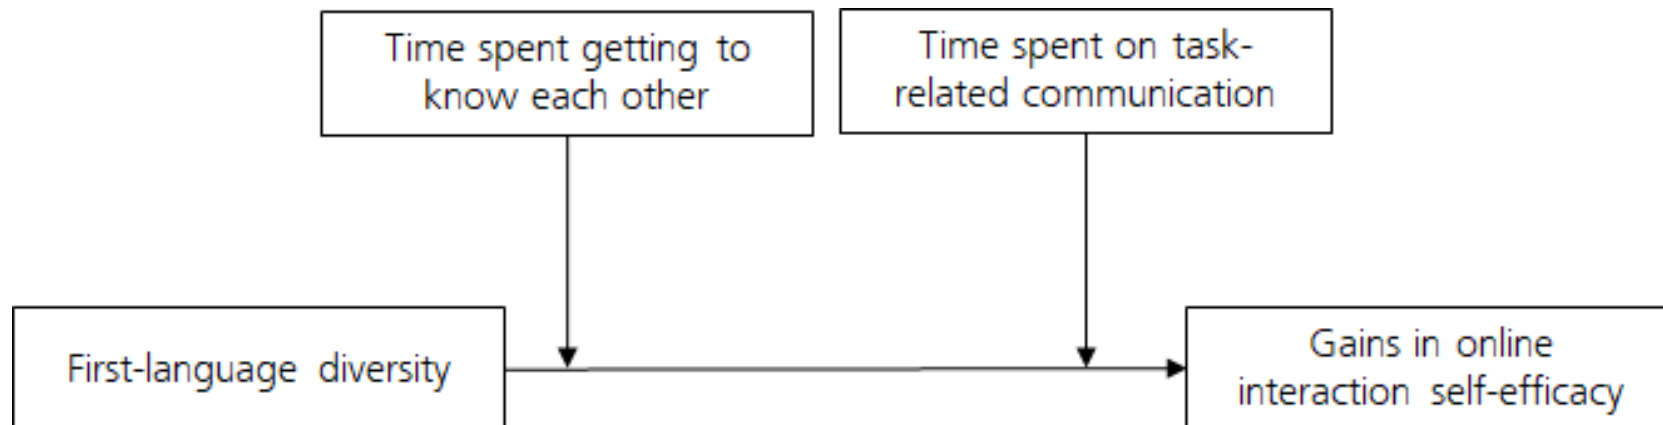 Time spent getting to
know each other
Time spent on task-
related communication
First-language diversity
Gains in online
interaction self-efficacy